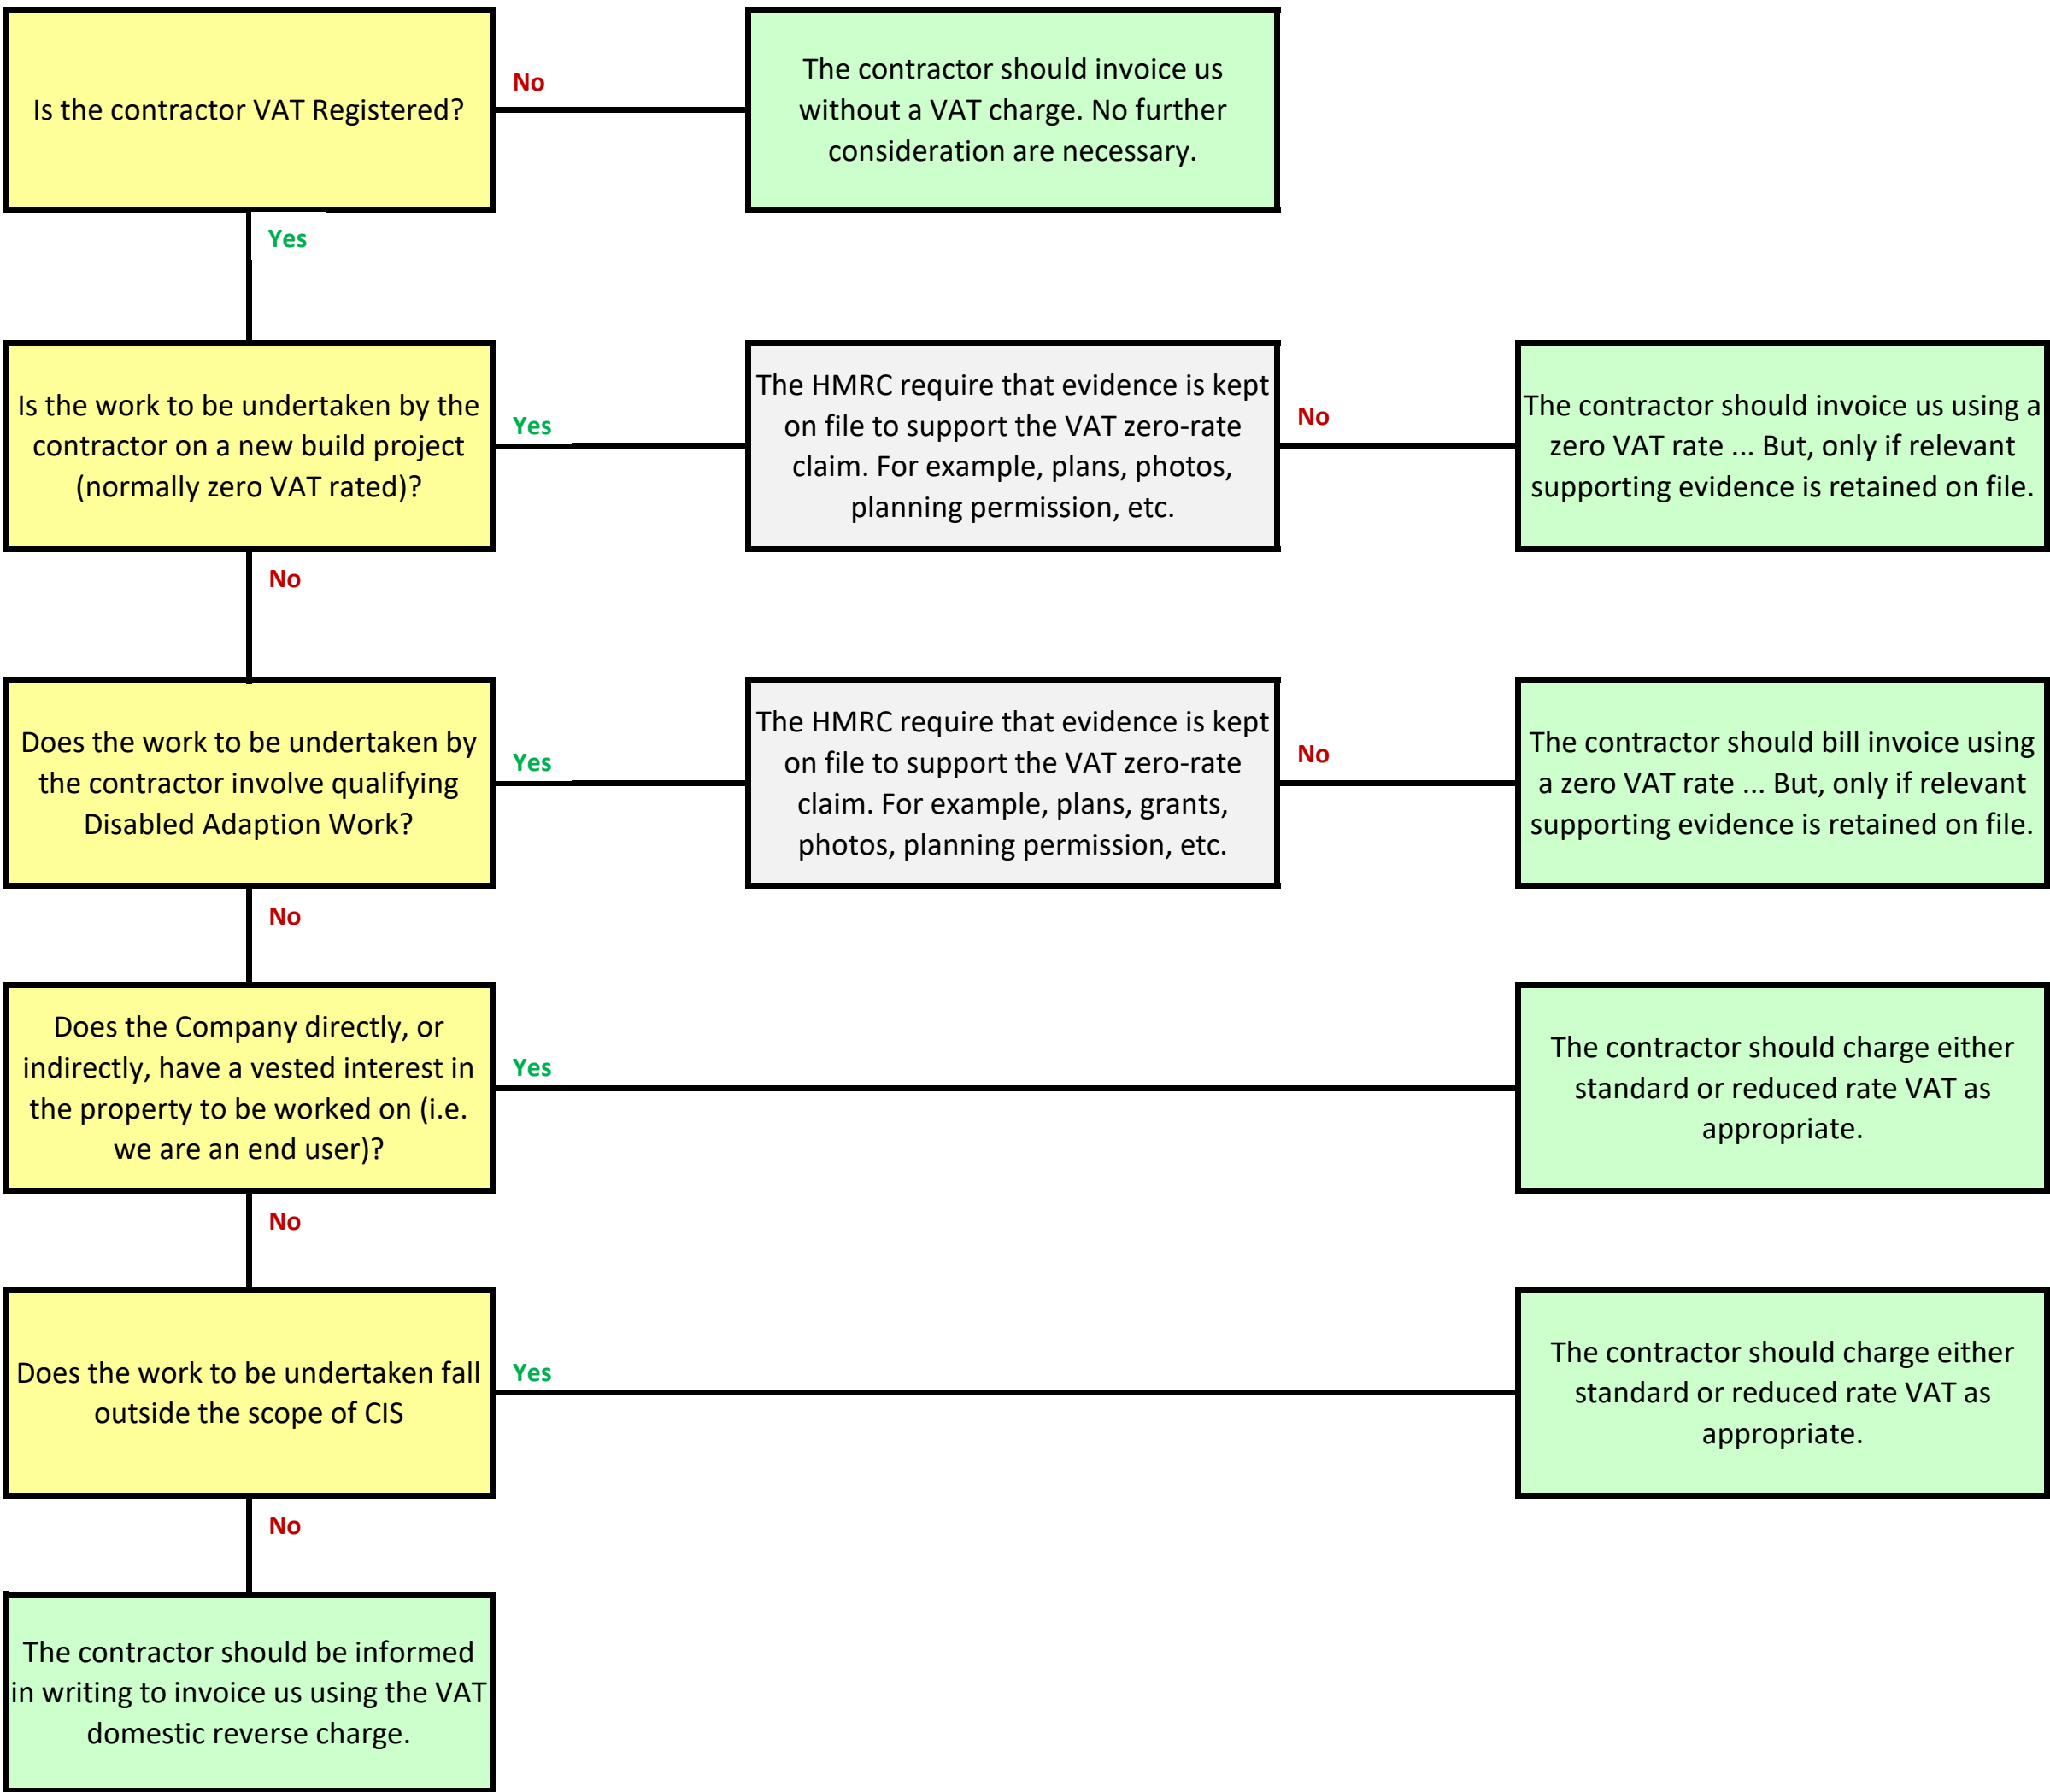 Is the contractor VAT Registered?
No
The contractor should invoice us
without a VAT charge. No further
consideration are necessary.
Yes
Is the work to be undertaken by the
contractor on a new build project
(normally zero VAT rated)?
Yes
The HMRC require that evidence is kept
on file to support the VAT zero-rate
claim. For example, plans, photos,
planning permission, etc.
No
The contractor should invoice us using a
zero VAT rate ... But, only if relevant
supporting evidence is retained on file.
No
Does the work to be undertaken by
the contractor involve qualifying
Disabled Adaption Work?
Yes
The HMRC require that evidence is kept
on file to support the VAT zero-rate
claim. For example, plans, grants,
photos, planning permission, etc.
No
The contractor should bill invoice using
a zero VAT rate ... But, only if relevant
supporting evidence is retained on file.
No
Does the Company directly, or
indirectly, have a vested interest in
the property to be worked on (i.e.
we are an end user)?
Yes
The contractor should charge either
standard or reduced rate VAT as
appropriate.
No
Does the work to be undertaken fall
outside the scope of CIS
Yes
The contractor should charge either
standard or reduced rate VAT as
appropriate.
No
The contractor should be informed
in writing to invoice us using the VAT
domestic reverse charge.